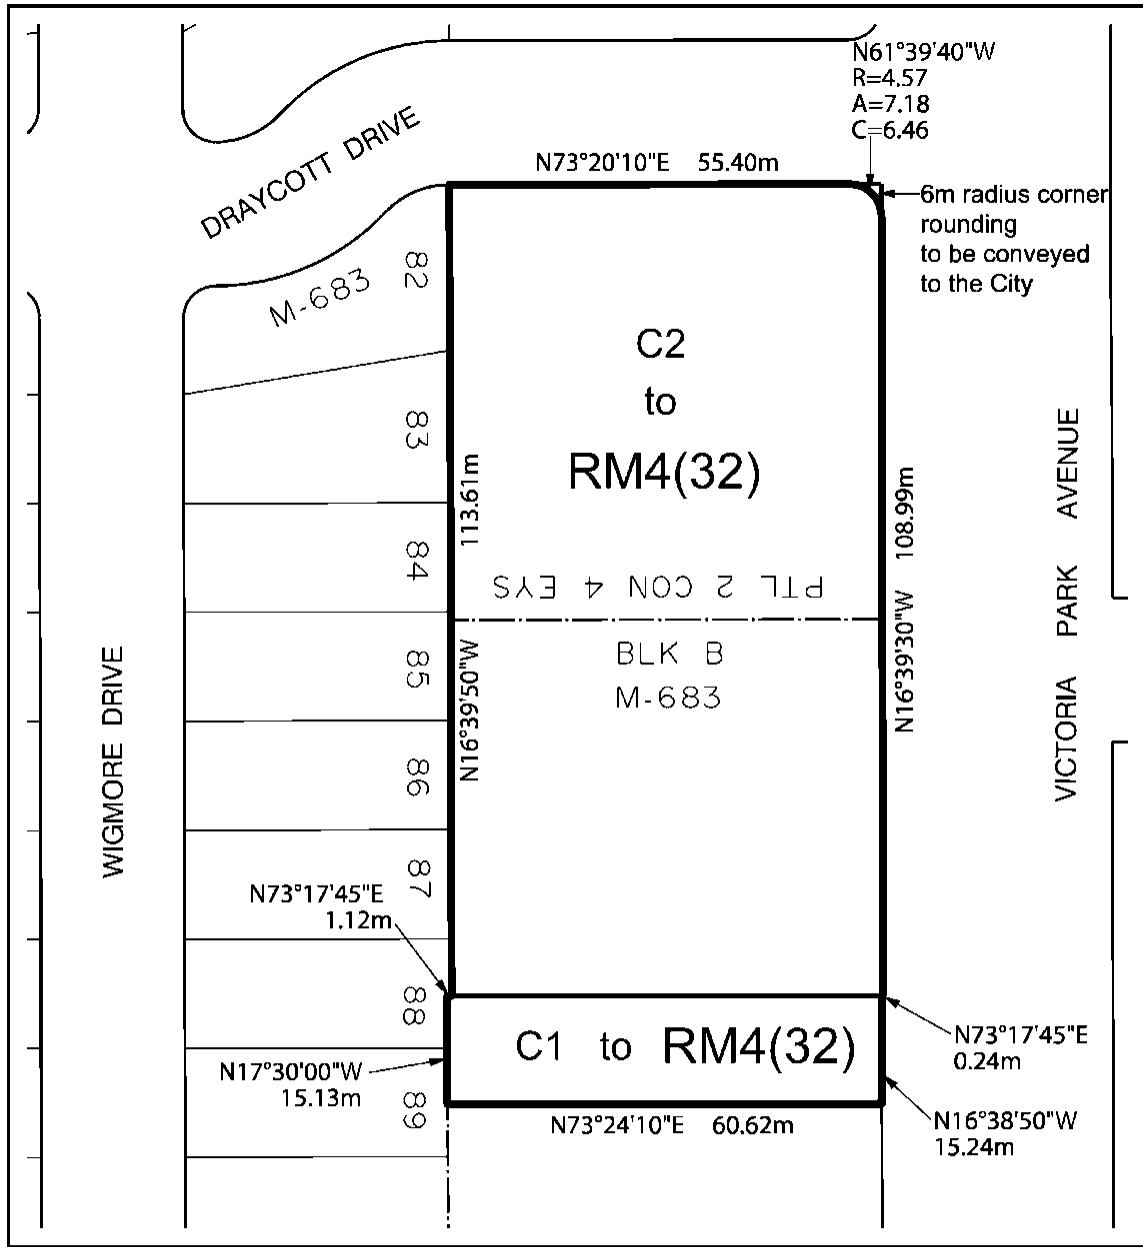 N61°39'40"W
R=4.57
A=7.18
C=6.46
DRAYCOTT DRIVE
N73°20'10"E 55.40m
6m radius corner
rounding
to be conveyed
to the City
82
M-683
C2
to
RM4(32)
83
113.61m
N16°39'50"W
N16°39'30"W 108.99m
VICTORIA PARK AVENUE
84
PTL 2 CON 4 EYS
BLK B
M-683
85
WIGMORE DRIVE
86
87
N73°17'45"E
1.12m
88
C1 to RM4(32)
N73°17'45"E
0.24m
N17°30'00"W
15.13m
89
N73°24'10"E 60.62m
N16°38'50"W
15.24m